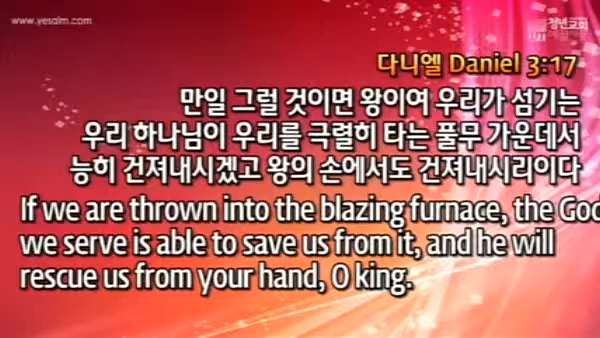 www.yesalm.com
청년교회
다니엘 Daniel 3:17
만일 그럴 것이면 왕이여 우리가 섬기는
우리 하나님이 우리를 극렬히 타는 풀무 가운데서
능히 건져내시겠고 왕의 손에서도 건져내시리이다
If we are thrown into the blazing furnace, the God
we serve is able to save us from it, and he will
rescue us from your hand, O king.